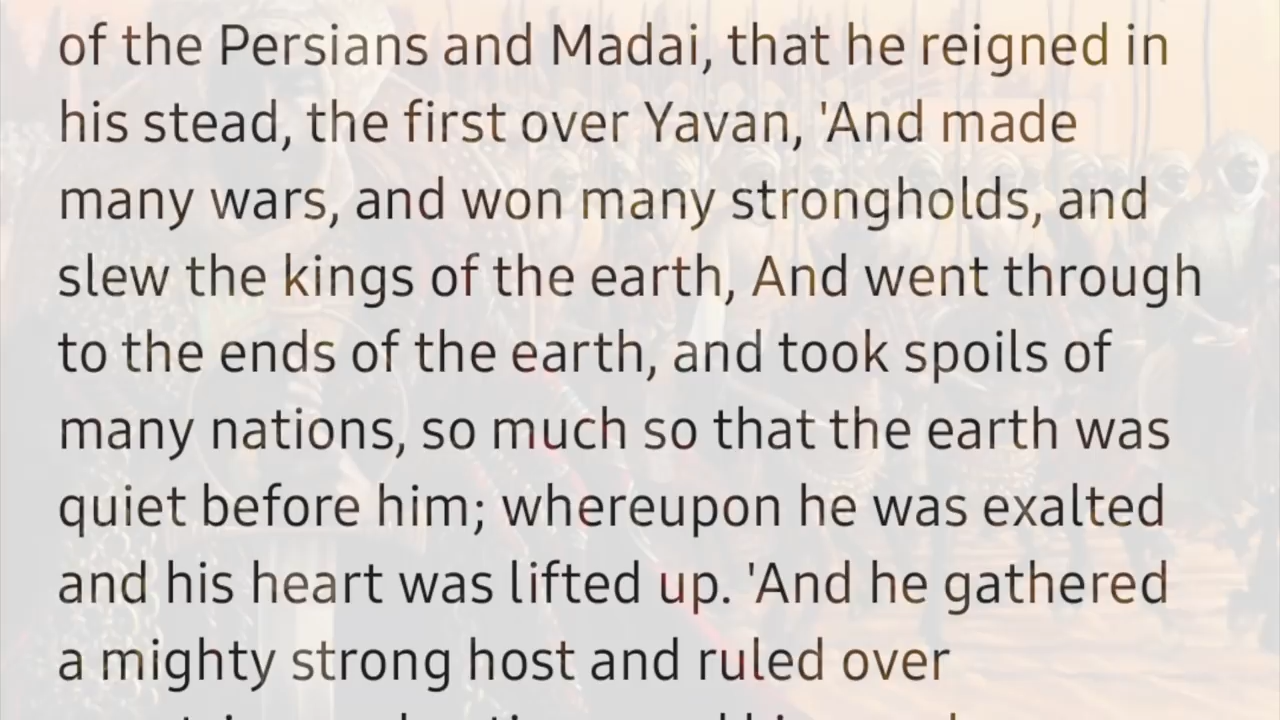 of the Persians and Madai, that he reigned in
his stead, the first over Yavan, 'And made
many wars, and won many strongholds, and
slew the kings of the earth, And went through
to the ends of the earth, and took spoils of
many nations, so much so that the earth was
quiet before him; whereupon he was exalted
and his heart was lifted up. 'And he gathered
a mighty strong host and ruled over